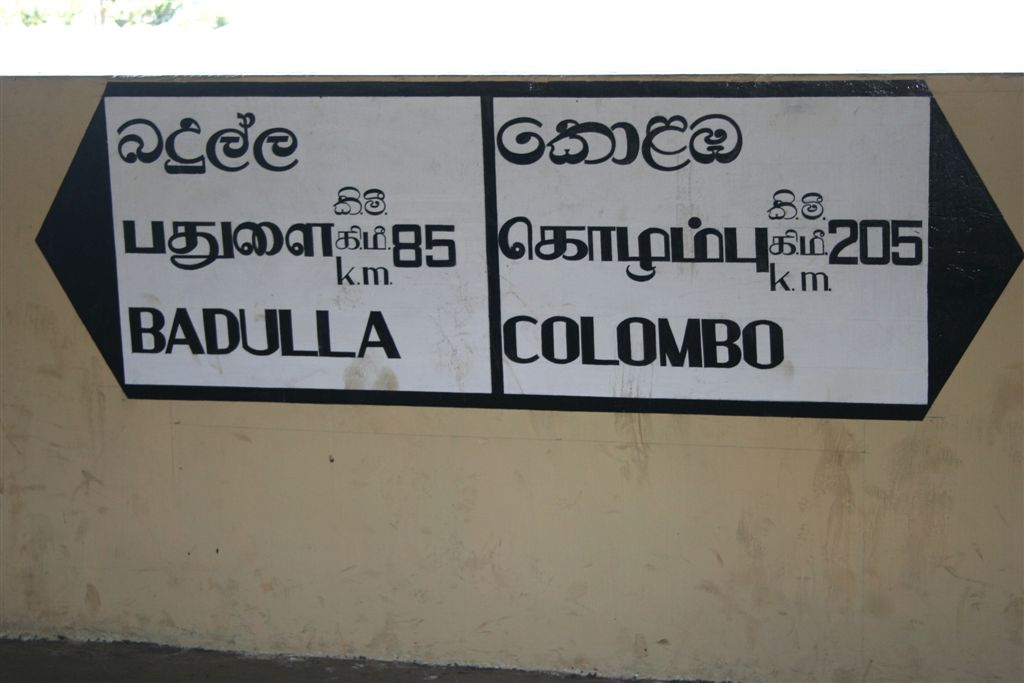 බදුල්ල
කි.මී.
பதுளை கி.மீ 85
k.m.
BADULLA
කොළඹ
කි.මී.
கொழும்பு கி.மீ 205
k.m.
COLOMBO